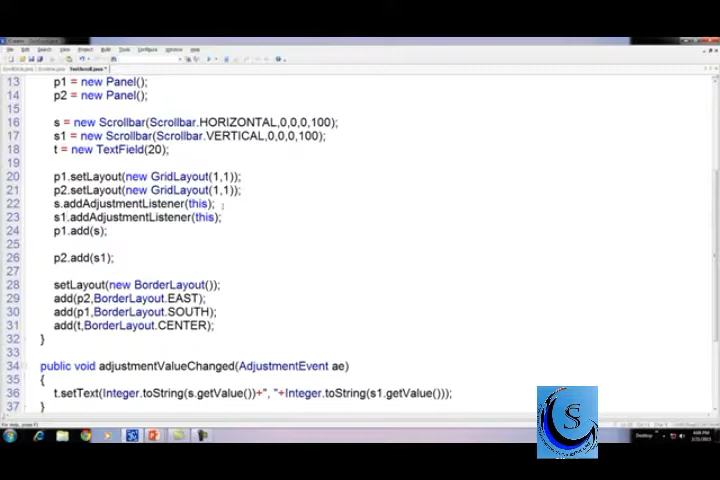 13 p1 = new Panel();
14 p2 = new Panel();
15
16 s = new Scrollbar(Scrollbar.HORIZONTAL,0,0,0,100);
17 s1 = new Scrollbar(Scrollbar.VERTICAL,0,0,0,100);
18 t = new TextField(20);
19
20 p1.setLayout(new GridLayout(1,1));
21 p2.setLayout(new GridLayout(1,1));
22 s.addAdjustmentListener(this);
23 s1.addAdjustmentListener(this);
24 p1.add(s);
25
26 p2.add(s1);
27
28 setLayout(new BorderLayout());
29 add(p2,BorderLayout.EAST);
30 add(p1,BorderLayout.SOUTH);
31 add(t,BorderLayout.CENTER);
32 }
33
34 public void adjustmentValueChanged(AdjustmentEvent ae)
35 {
36 t.setText(Integer.toString(s.getValue())+", "+Integer.toString(s1.getValue()));
37 }
Desktop
S